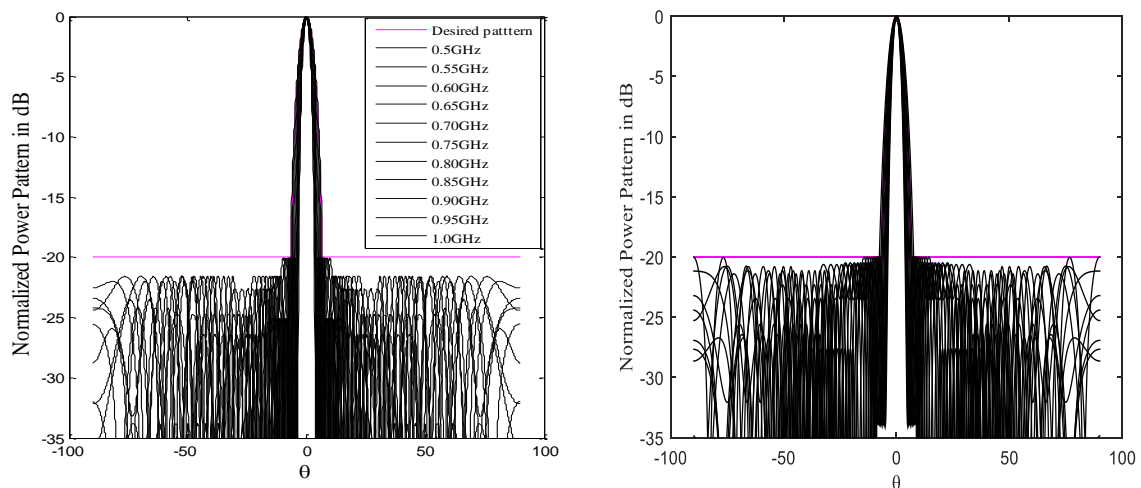 Normalized Power Pattern in dB
0
-5
-10
-15
-20
-25
-30
-35
-100
-50
0
50
100
θ
Desired patttern
0.5GHz
0.55GHz
0.60GHz
0.65GHz
0.70GHz
0.75GHz
0.80GHz
0.85GHz
0.90GHz
0.95GHz
1.0GHz
Normalized Power Pattern in dB
0
-5
-10
-15
-20
-25
-30
-35
-100
-50
0
50
100
θ